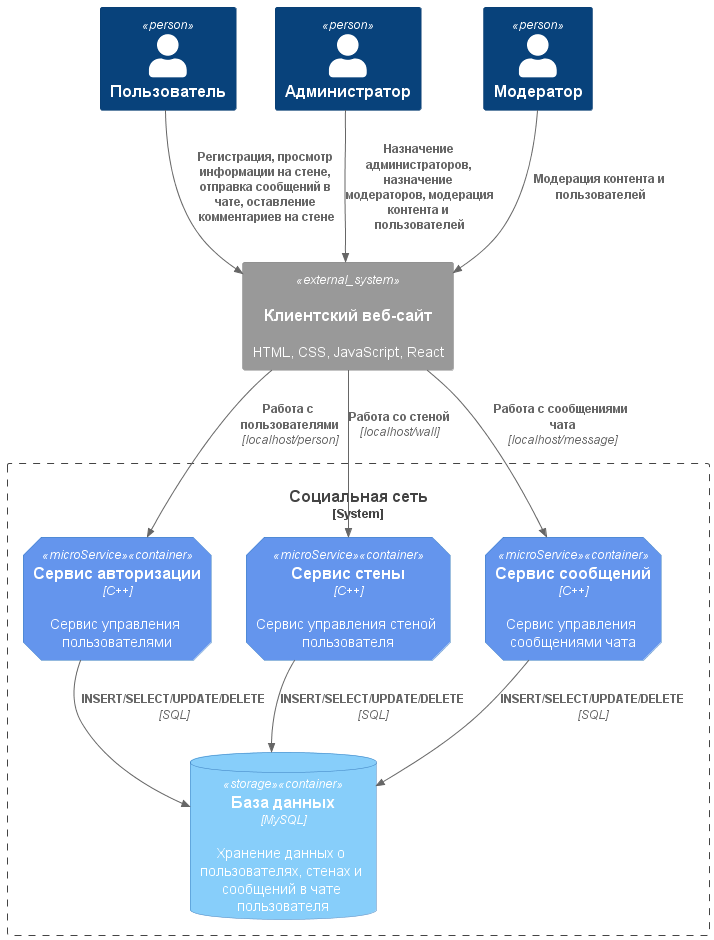 «person»
Пользователь
«person»
Администратор
«person»
Модератор
Регистрация, просмотр
информации на стене,
отправка сообщений в
чате, оставление
комментариев на стене
Назначение
администраторов,
назначение
модераторов, модерация
контента и
пользователей
Модерация контента и
пользователей
«external_system»
Клиентский веб-сайт
HTML, CSS, JavaScript, React
Работа с
пользователями
[localhost/person]
Работа со стеной
[localhost/wall]
Работа с сообщениями
чата
[localhost/message]
Социальная сеть
[System]
«microService»«container»
Сервис авторизации
[C++]
Сервис управления
пользователями
«microService»«container»
Сервис стены
[C++]
Сервис управления стеной
пользователя
«microService»«container»
Сервис сообщений
[C++]
Сервис управления
сообщениями чата
INSERT/SELECT/UPDATE/DELETE
[SQL]
INSERT/SELECT/UPDATE/DELETE
[SQL]
INSERT/SELECT/UPDATE/DELETE
[SQL]
«storage»«container»
База данных
[MySQL]
Хранение данных о
пользователях, стенах и
сообщений в чате
пользователя